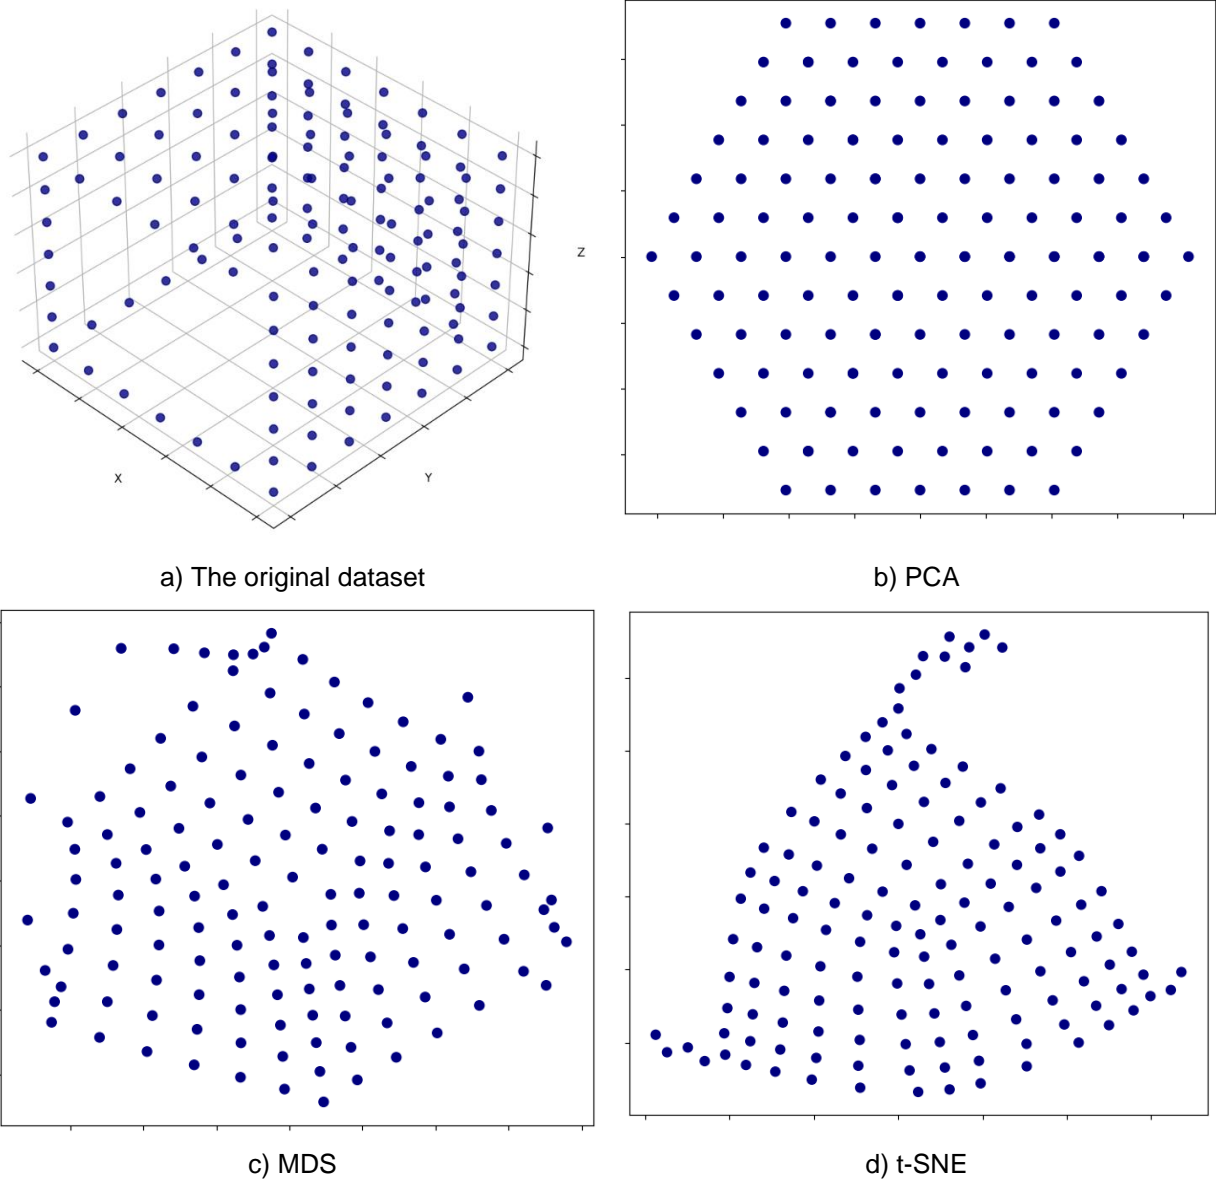 Z
X
Y
a) The original dataset
b) PCA
c) MDS
d) t-SNE